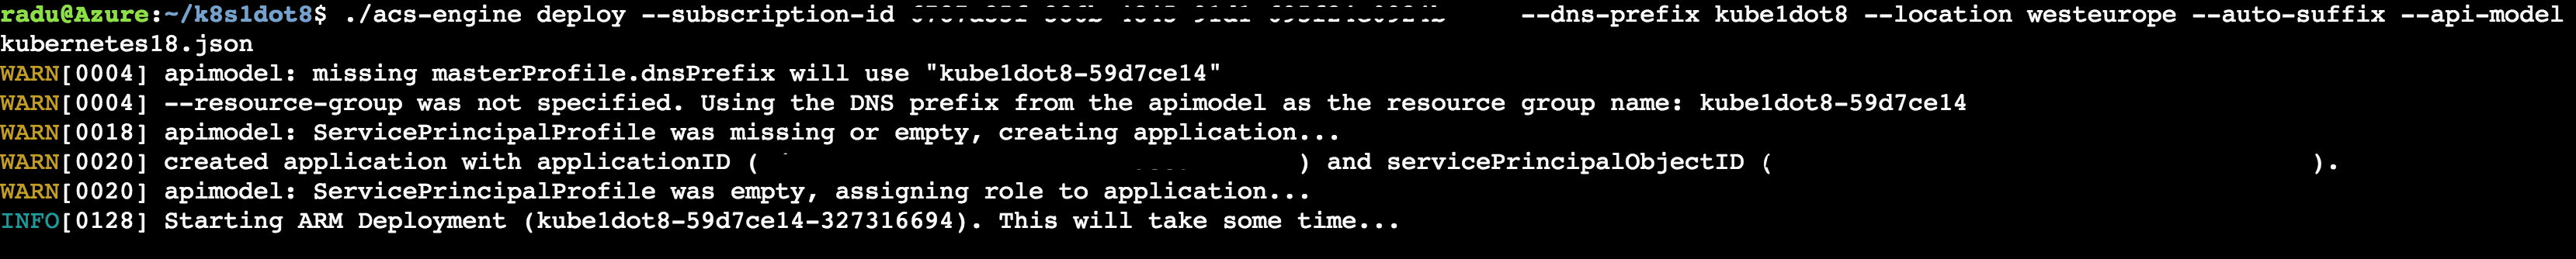 radu@Azure:~/k8s1dot8$ ./acs-engine deploy --subscription-id --dns-prefix kube1dot8 --location westeurope --auto-suffix --api-model
kubernetes18.json
WARN[0004] apimodel: missing masterProfile.dnsPrefix will use "kube1dot8-59d7ce14"
WARN[0004] --resource-group was not specified. Using the DNS prefix from the apimodel as the resource group name: kube1dot8-59d7ce14
WARN[0018] apimodel: ServicePrincipalProfile was missing or empty, creating application...
WARN[0020] created application with applicationID ( ) and servicePrincipalObjectID ( ).
WARN[0020] apimodel: ServicePrincipalProfile was empty, assigning role to application...
INFO[0128] Starting ARM Deployment (kube1dot8-59d7ce14-327316694). This will take some time...